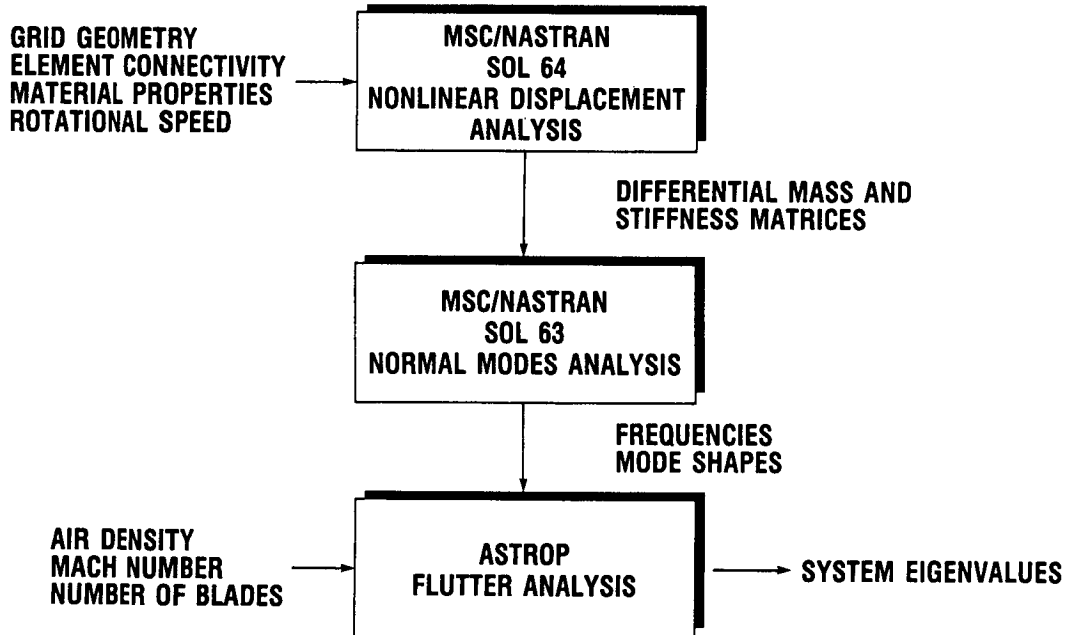 GRID GEOMETRY
ELEMENT CONNECTIVITY
MATERIAL PROPERTIES
ROTATIONAL SPEED
MSC/NASTRAN
SOL 64
NONLINEAR DISPLACEMENT
ANALYSIS
DIFFERENTIAL MASS AND
STIFFNESS MATRICES
MSC/NASTRAN
SOL 63
NORMAL MODES ANALYSIS
FREQUENCIES
MODE SHAPES
AIR DENSITY
MACH NUMBER
NUMBER OF BLADES
ASTROP
FLUTTER ANALYSIS
SYSTEM EIGENVALUES